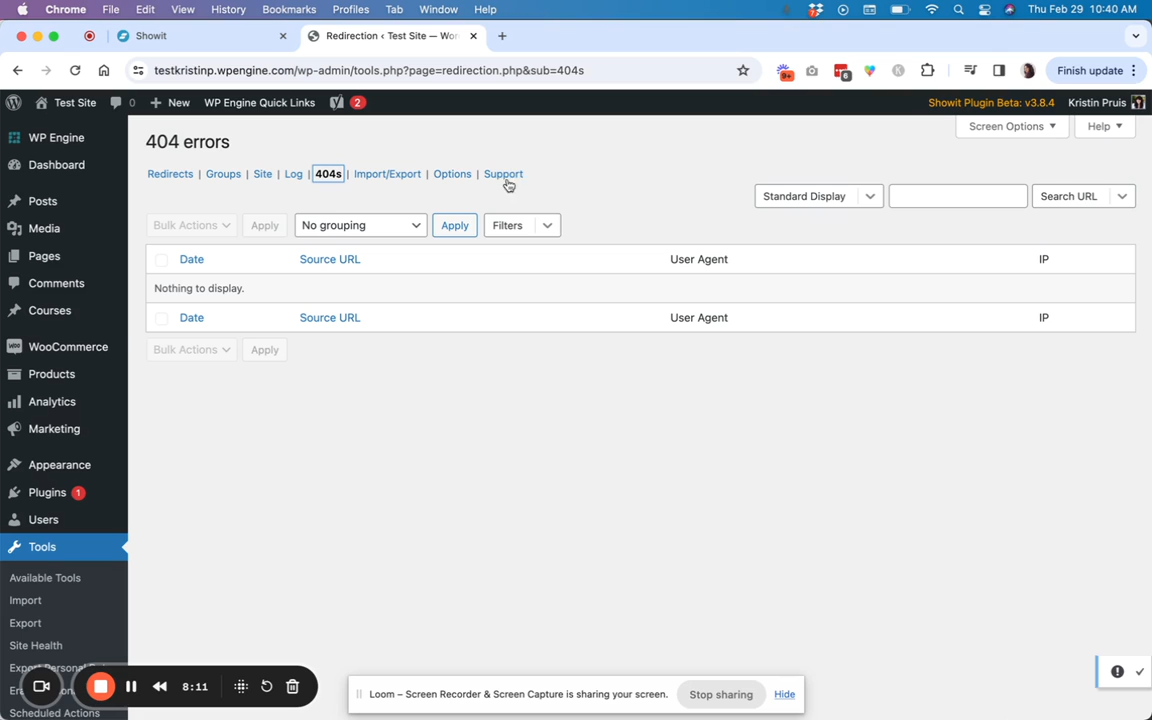 Chrome File Edit View History Bookmarks Profiles Tab Window Help Thu Feb 29 10:40 AM
Showit Redirection ‹ Test Site — Wor
testkristinp.wpengine.com/wp-admin/tools.php?page=redirection.php&sub=404s 9+ 6 Finish update
Test Site 0 New WP Engine Quick Links 2 Showit Plugin Beta: v3.8.4 Kristin Pruis
WP Engine
Dashboard
Posts
Media
Pages
Comments
Courses
WooCommerce
Products
Analytics
Marketing
Appearance
Plugins 1
Users
Tools
Available Tools
Import
Export
Site Health
Export Personal
Scheduled Actions
Screen Options Help
404 errors
Redirects | Groups | Site | Log | 404s | Import/Export | Options | Support
Standard Display Search URL
Bulk Actions Apply No grouping Apply Filters
Date Source URL User Agent IP
Nothing to display.
Date Source URL User Agent IP
Bulk Actions Apply
8:11
Loom – Screen Recorder & Screen Capture is sharing your screen. Stop sharing Hide